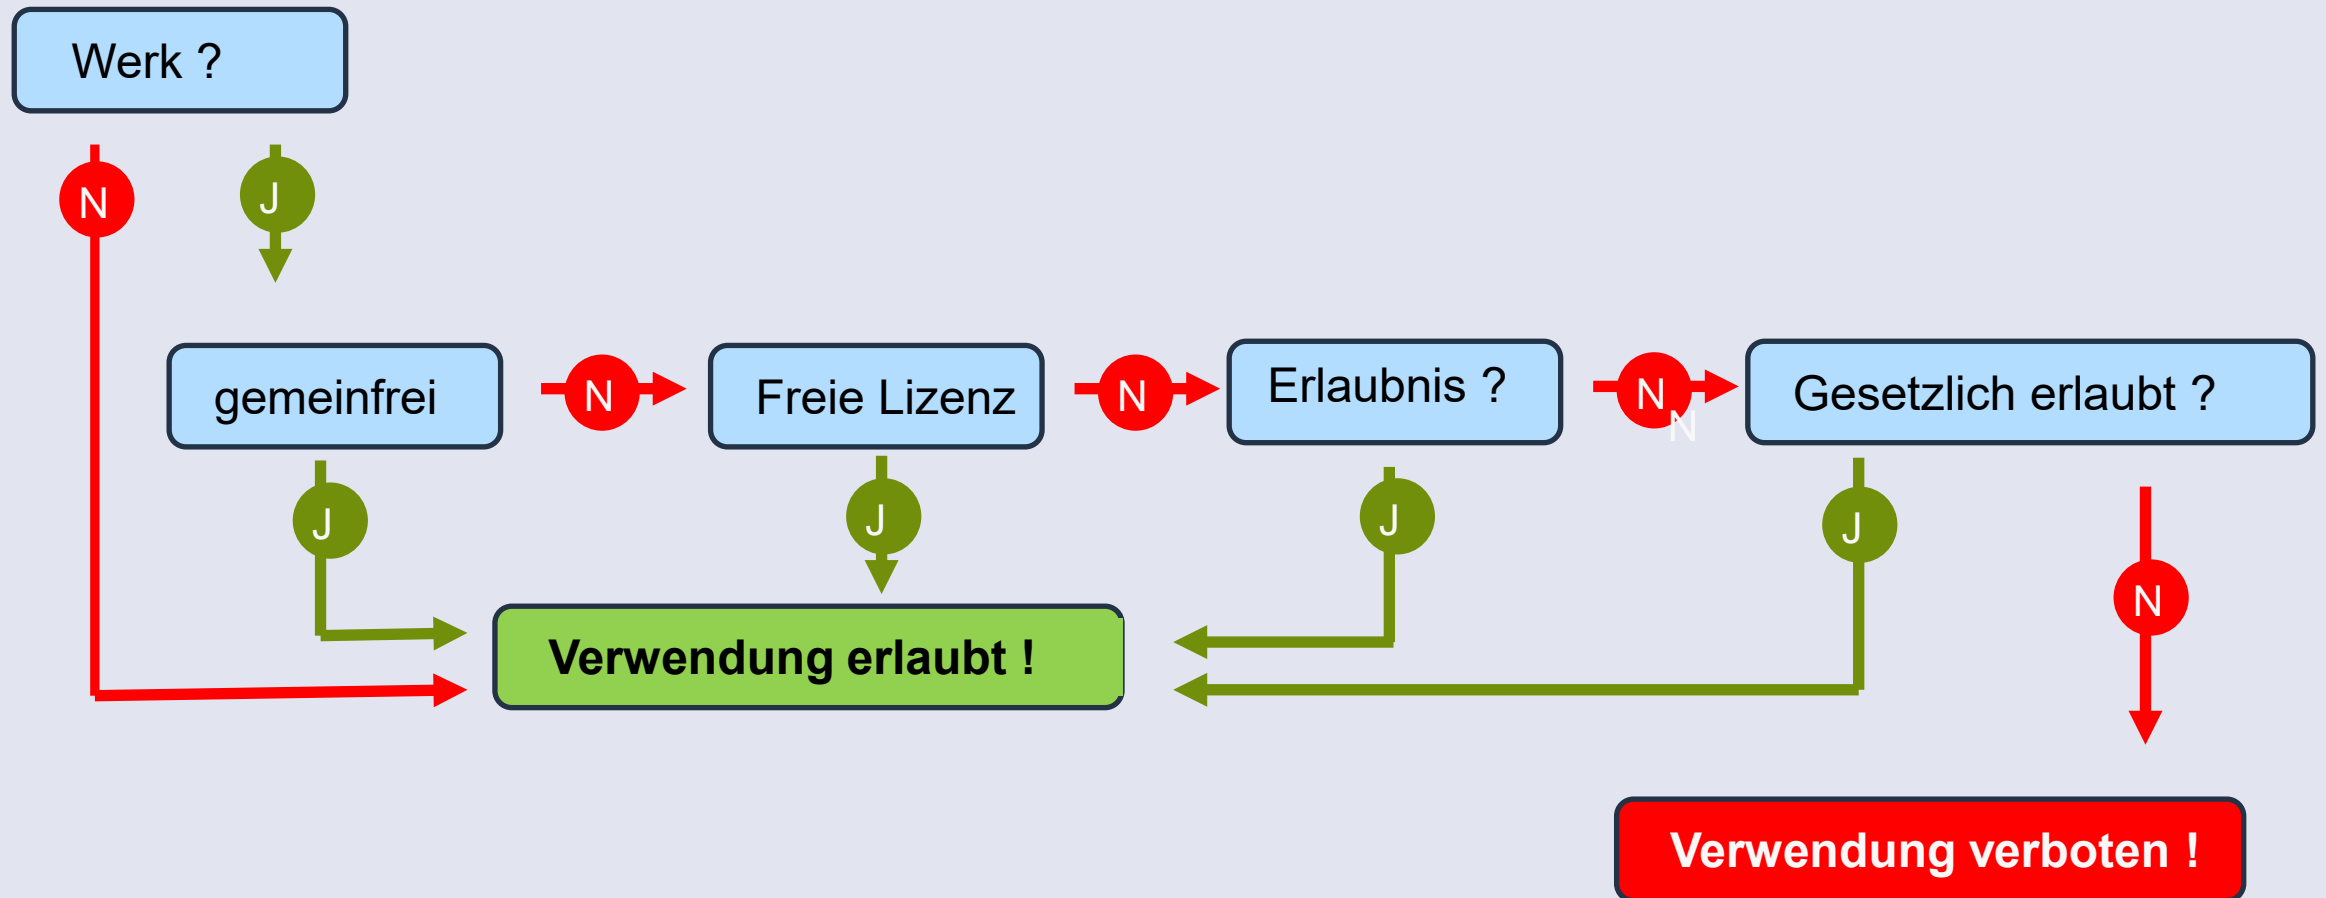 Werk ?
N
J
gemeinfrei
N
Freie Lizenz
N
Erlaubnis ?
N
N
Gesetzlich erlaubt ?
J
J
J
J
N
Verwendung erlaubt !
Verwendung verboten !